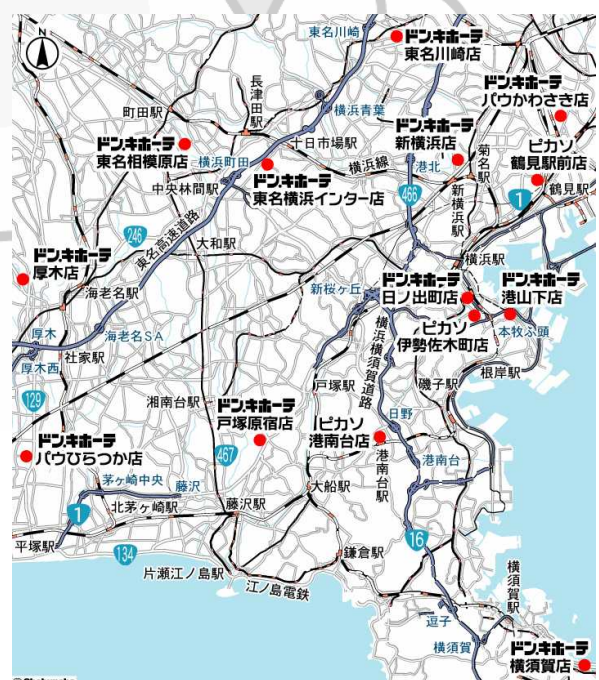 N
東名川崎
ドン.キホーテ
東名川崎店
長津田駅
横浜青葉
町田駅
ドン.キホーテ
パウかわさき店
ドン.キホーテ
東名相模原店
十日市場駅
ドン.キホーテ
新横浜店
菊名駅
ピカソ
鶴見駅前店
横浜町田
横浜線
港北
中央林間駅
ドン.キホーテ
東名横浜インター店
466
新横浜駅
1
鶴見駅
246
東名高速道路
大和駅
横浜駅
ドン.キホーテ
厚木店
海老名駅
新桜ヶ丘
ドン.キホーテ
日ノ出町店
ドン.キホーテ
港山下店
ピカソ
伊勢佐木町店
本牧ふ頭
厚木
海老名SA
厚木西
社家駅
横浜横須賀道路
根岸駅
戸塚駅
磯子駅
129
湘南台駅
日野
ドン.キホーテ
戸塚原宿店
ピカソ
港南台店
港南台駅
ドン.キホーテ
パウひらつか店
467
港南台
茅ヶ崎中央
藤沢
大船駅
1
北茅ヶ崎駅
藤沢駅
16
平塚駅
134
鎌倉駅
片瀬江ノ島駅
江ノ島電鉄
横須賀駅
逗子
横須賀
ドン.キホーテ
横須賀店